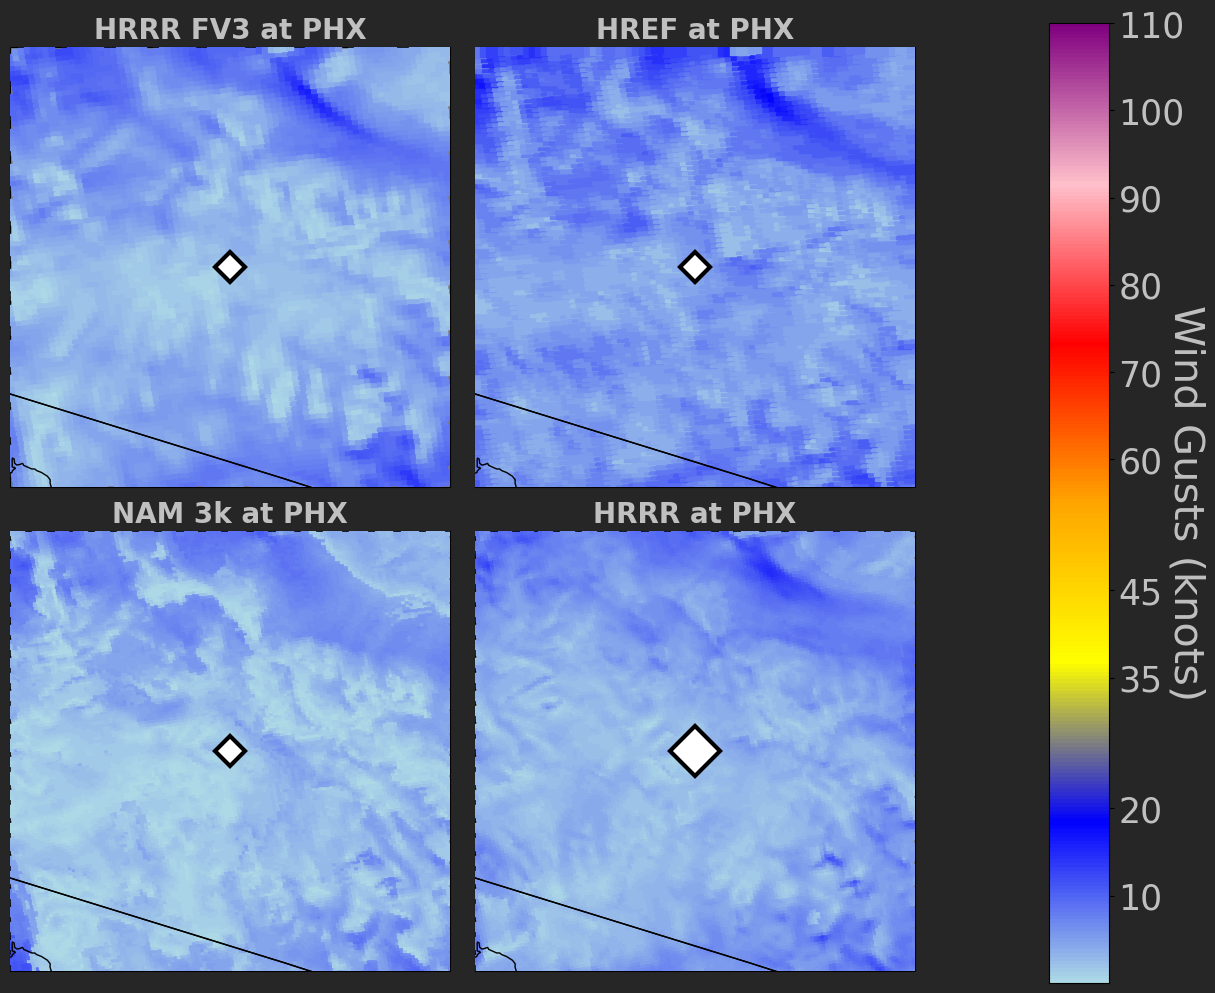 HRRR FV3 at PHX
HREF at PHX
NAM 3k at PHX
HRRR at PHX
110
100
90
80
70
60
45
35
20
10
Wind Gusts (knots)